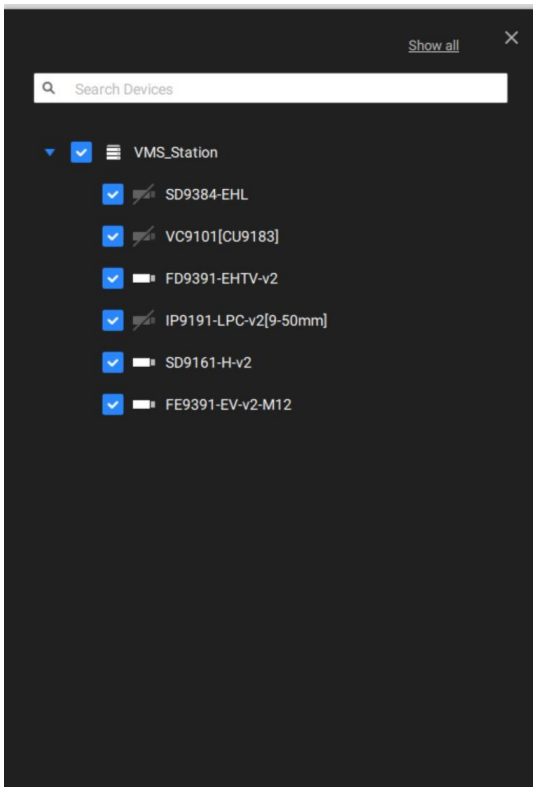 Show all
Search Devices
VMS_Station
SD9384-EHL
VC9101[CU9183]
FD9391-EHTV-v2
IP9191-LPC-v2[9-50mm]
SD9161-H-v2
FE9391-EV-v2-M12